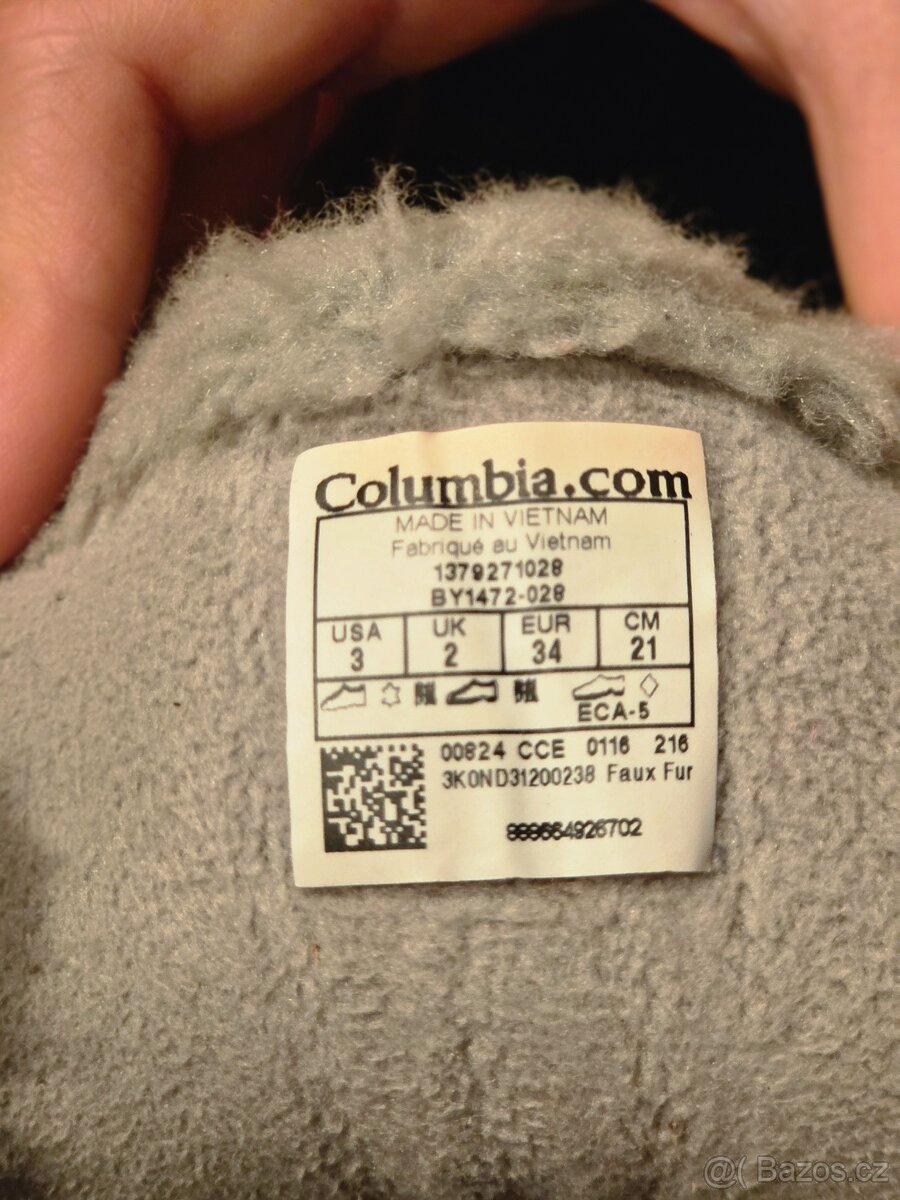 Columbia.com
MADE IN VIETNAM
Fabriqué au Vietnam
1379271028
BY1472-028
USA UK EUR CM
3 2 34 21
ECA-5
00824 CCE 0116 216
3K0ND31200238 Faux Fur
@( Bazos.cz